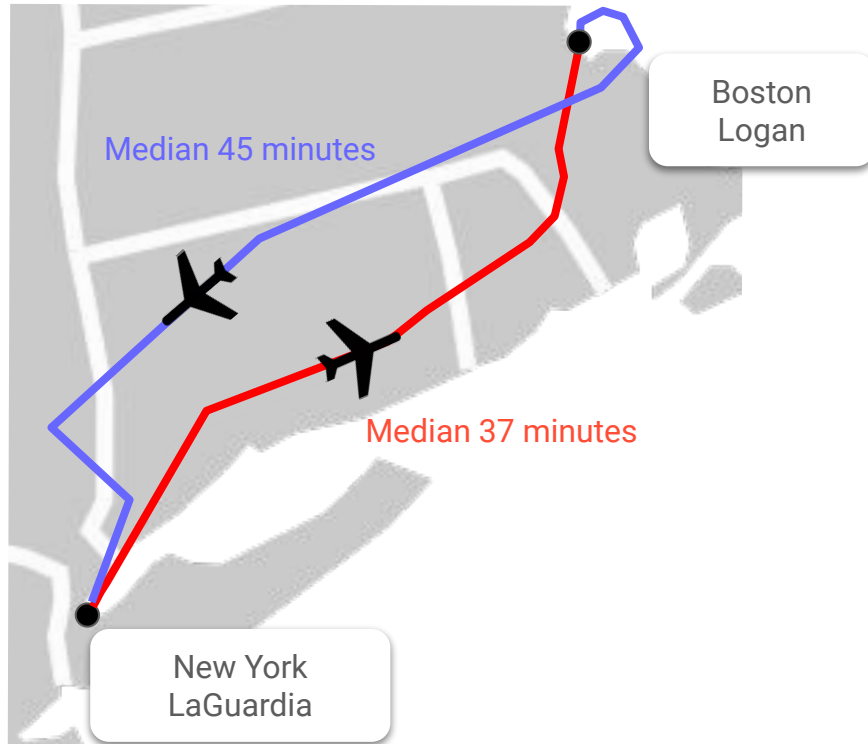 Boston
Logan
Median 45 minutes
Median 37 minutes
New York
LaGuardia